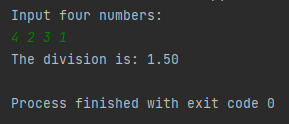 Input four numbers:
4 2 3 1
The division is: 1.50
Process finished with exit code 0